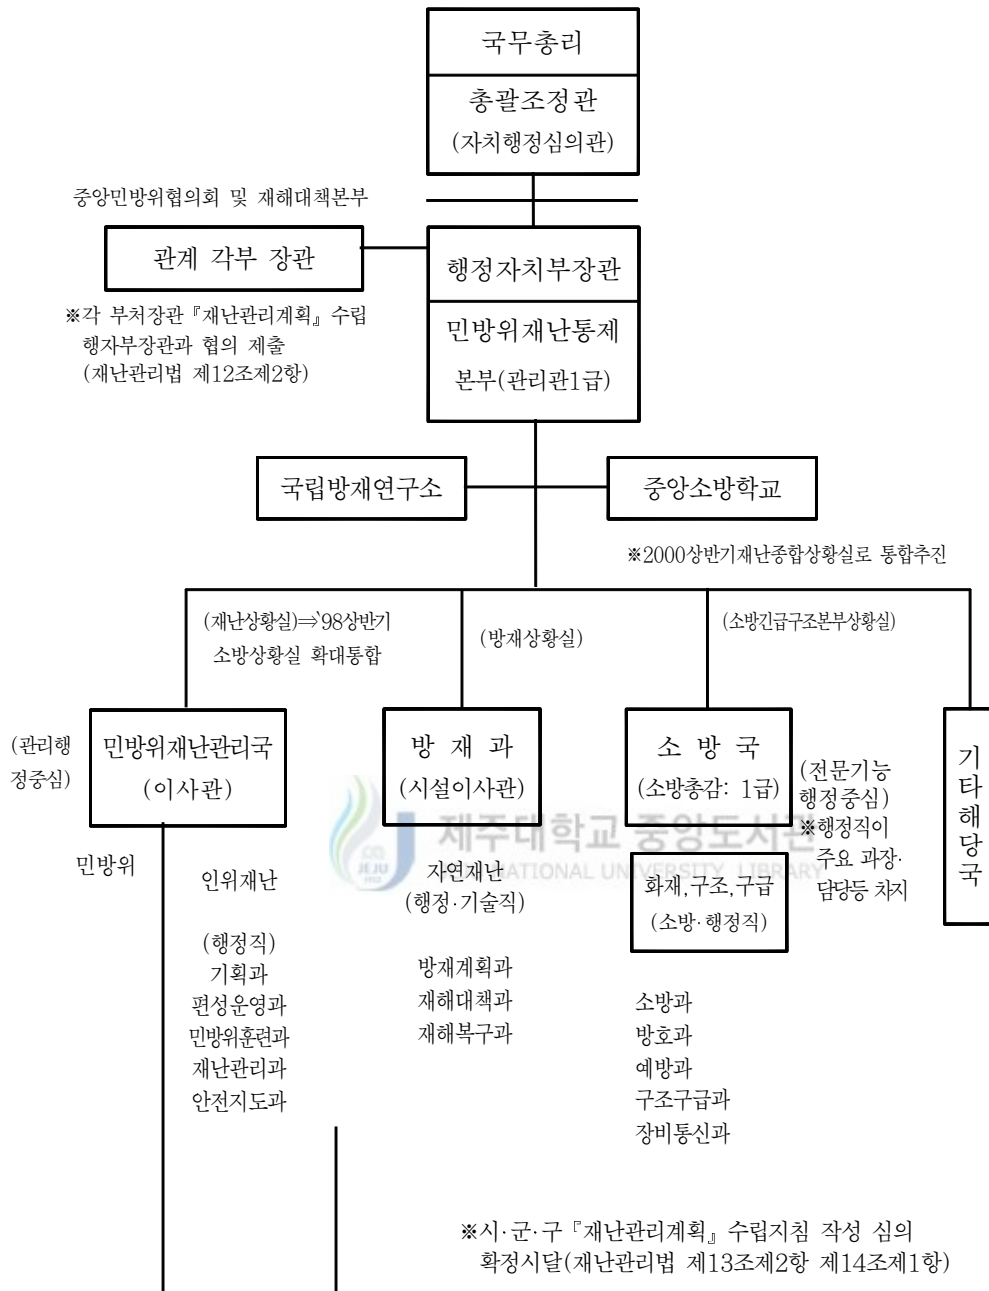 국무총리
총괄조정관
(자치행정심의관)
중앙민방위협의회 및 재해대책본부
관계 각부 장관
행정자치부장관
※각 부처장관『재난관리계획』수립
행자부장관과 협의 제출
(재난관리법 제12조제2항)
민방위재난통제
본부(관리관1급)
국립방재연구소
중앙소방학교
※2000상반기재난종합상황실로 통합추진
(재난상황실)⇒'98상반기
소방상황실 확대통합
(방재상황실)
(소방긴급구조본부상황실)
(관리행
정중심)
민방위재난관리국
(이사관)
방 재 과
(시설이사관)
소 방 국
(소방총감: 1급)
(전문기능
행정중심)
※행정직이
주요 과장·
담당등 차지
기타해당국
제주대학교 중앙도서관
JEJU NATIONAL UNIVERSITY LIBRARY
JEJU
1952
민방위
인위재난
(행정직)
기획과
편성운영과
민방위훈련과
재난관리과
안전지도과
자연재난
(행정·기술직)
방재계획과
재해대책과
재해복구과
화재,구조,구급
(소방·행정직)
소방과
방호과
예방과
구조구급과
장비통신과
※시·군·구『재난관리계획』수립지침 작성 심의
확정시달(재난관리법 제13조제2항 제14조제1항)